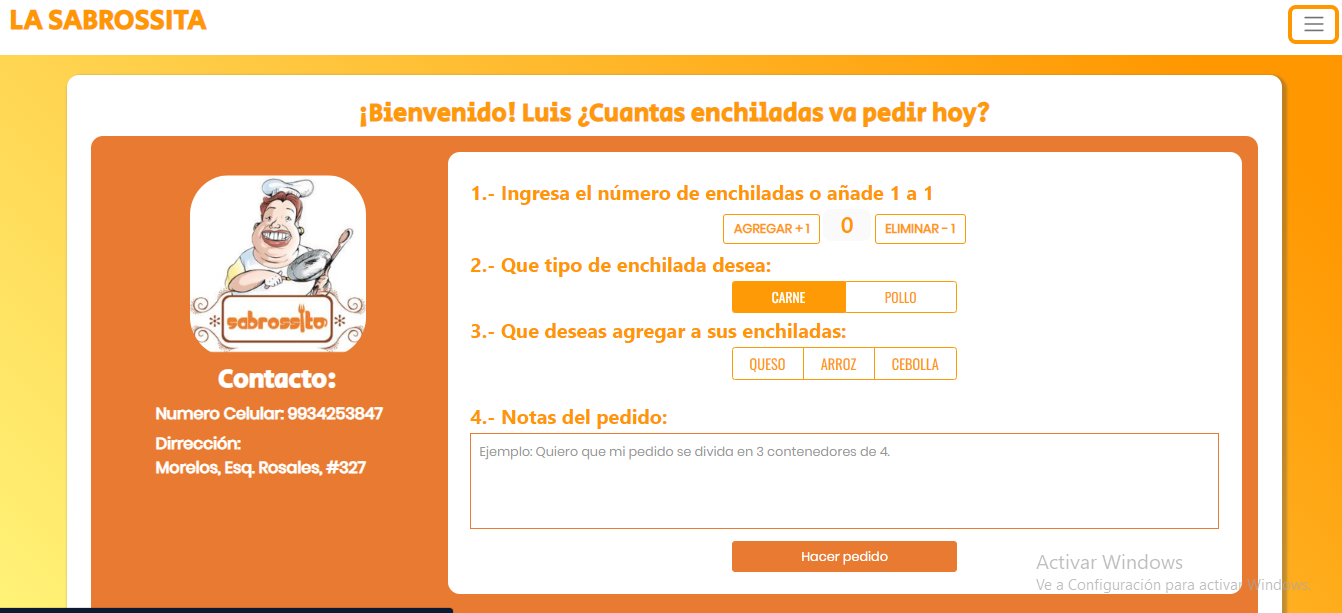 LA SABROSSITA
¡Bienvenido! Luis ¿Cuantas enchiladas va pedir hoy?
sabrossito
Contacto:
Numero Celular: 9934253847
Dirrección:
Morelos, Esq. Rosales, #327
1.- Ingresa el número de enchiladas o añade 1 a 1
AGREGAR + 1 0 ELIMINAR - 1
2.- Que tipo de enchilada desea:
CARNE POLLO
3.- Que deseas agregar a sus enchiladas:
QUESO ARROZ CEBOLLA
4.- Notas del pedido:
Ejemplo: Quiero que mi pedido se divida en 3 contenedores de 4.
Hacer pedido
Activar Windows
Ve a Configuración para activar Windows.